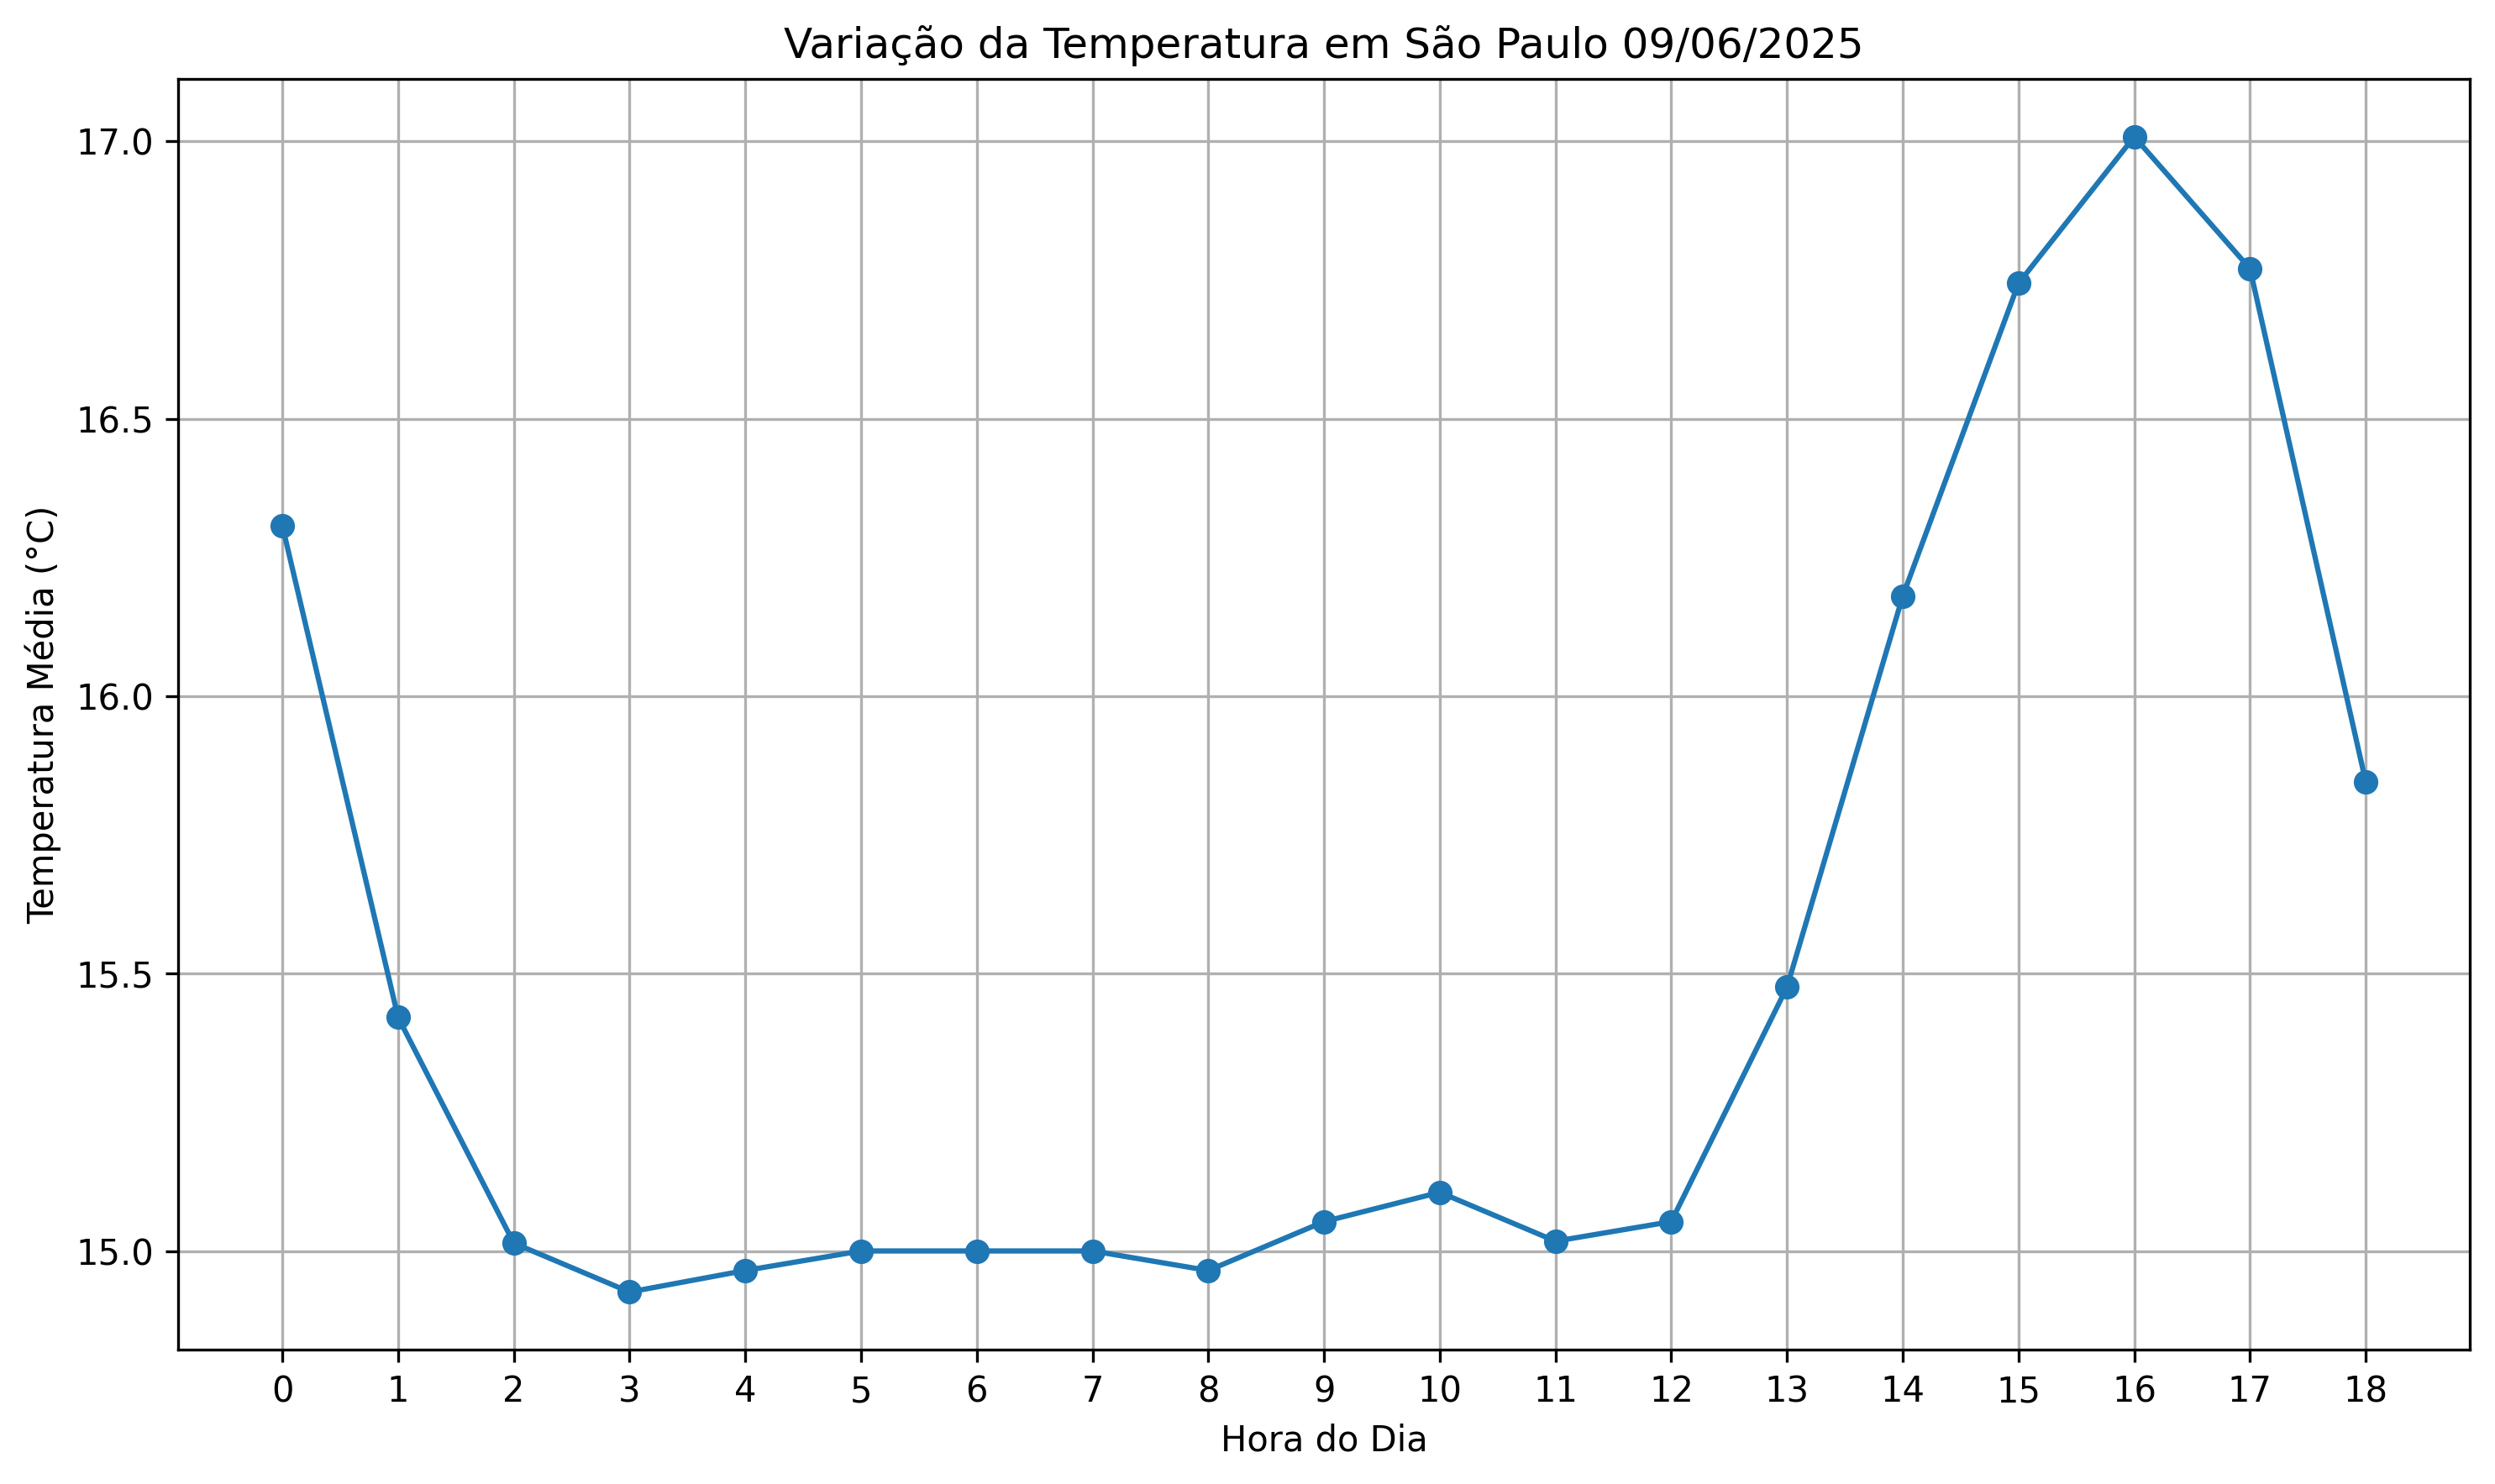 Variação da Temperatura em São Paulo 09/06/2025
Temperatura Média (°C)
17.0
16.5
16.0
15.5
15.0
0 1 2 3 4 5 6 7 8 9 10 11 12 13 14 15 16 17 18
Hora do Dia